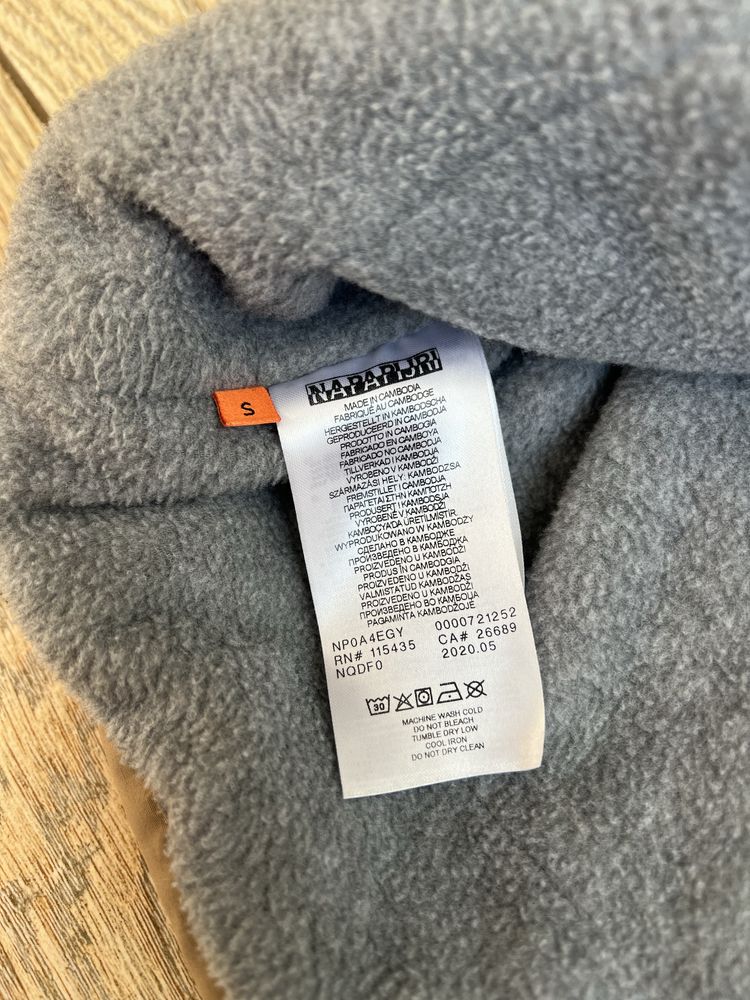 NAPAPIJRI
S
MADE IN CAMBODIA
FABRIQUÉ AU CAMBODGE
HERGESTELLT IN KAMBODSCHA
GEPRODUCEERD IN CAMBODJA
PRODOTTO IN CAMBOGIA
FABRICADO EN CAMBOYA
FABRICADO NO CAMBODJA
TILLVERKAD I KAMBODJA
VYROBENO V KAMBODŽI
SZÁRMAZÁSI HELY: KAMBODZSA
FREMSTILLET I CAMBODJA
ΠΑΡΑΓΕΤΑΙ ΣΤΗΝ ΚΑΜΠΟΤΖΗ
PRODUSERT I KAMBODSJA
VYROBENÉ V KAMBODŽI
KAMBOÇYA'DA ÜRETILMISTIR.
WYPRODUKOWANO W KAMBODŻY
СДЕЛАНО В КАМБОДЖЕ
ПРОИЗВЕДЕНО В КАМБОДЖА
PROIZVEDENO U KAMBODŽI
PRODUS ÎN CAMBODGIA
PROIZVEDENO U KAMBODŽI
VALMISTATUD KAMBODŽAS
PROIZVEDENO U KAMBODŽI
ПРОИЗВЕДЕНО ВО КАМБОЏА
PAGAMINTA KAMBODŽOJE
NP0A4EGY 0000721252
RN# 115435 CA# 26689
NQDF0 2020.05
30
MACHINE WASH COLD
DO NOT BLEACH
TUMBLE DRY LOW
COOL IRON
DO NOT DRY CLEAN